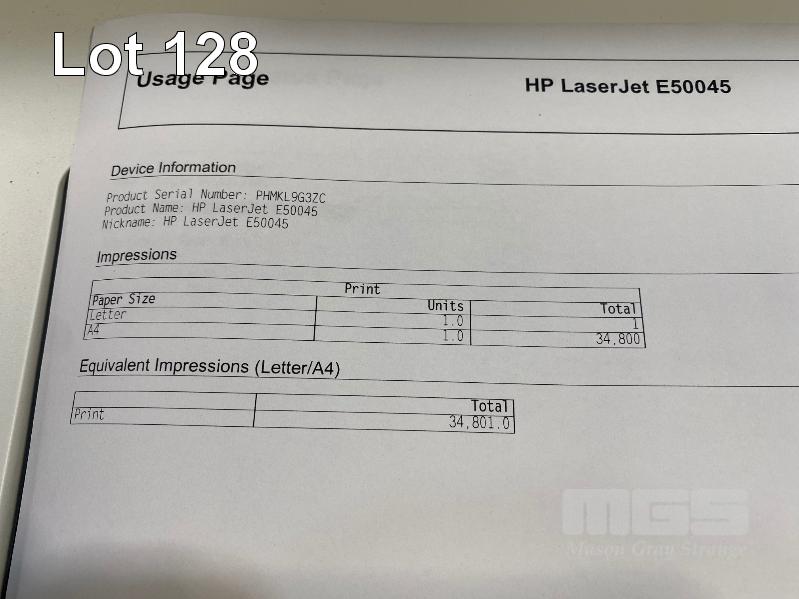 Lot 128
Usage Page
HP LaserJet E50045
Device Information
Product Serial Number: PHMKL9G3ZC
Product Name: HP LaserJet E50045
Nickname: HP LaserJet E50045
Impressions
Print
Paper Size Units Total
Letter 1.0 1
A4 1.0 34,800
Equivalent Impressions (Letter/A4)
Total
Print 34,801.0
MGS
Mason Gray Strange